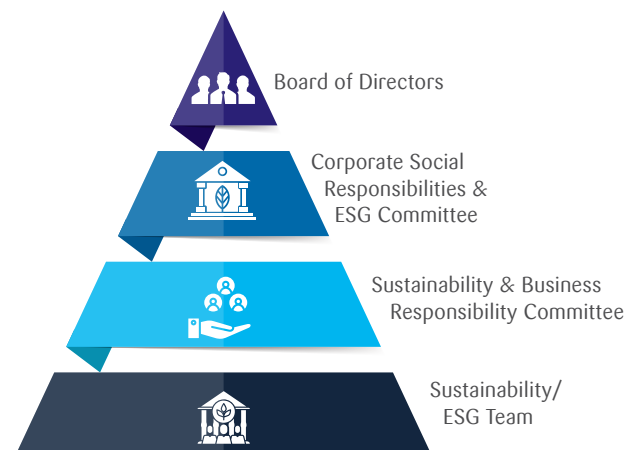 Board of Directors
Corporate Social
Responsibilities &
ESG Committee
Sustainability & Business
Responsibility Committee
Sustainability/
ESG Team